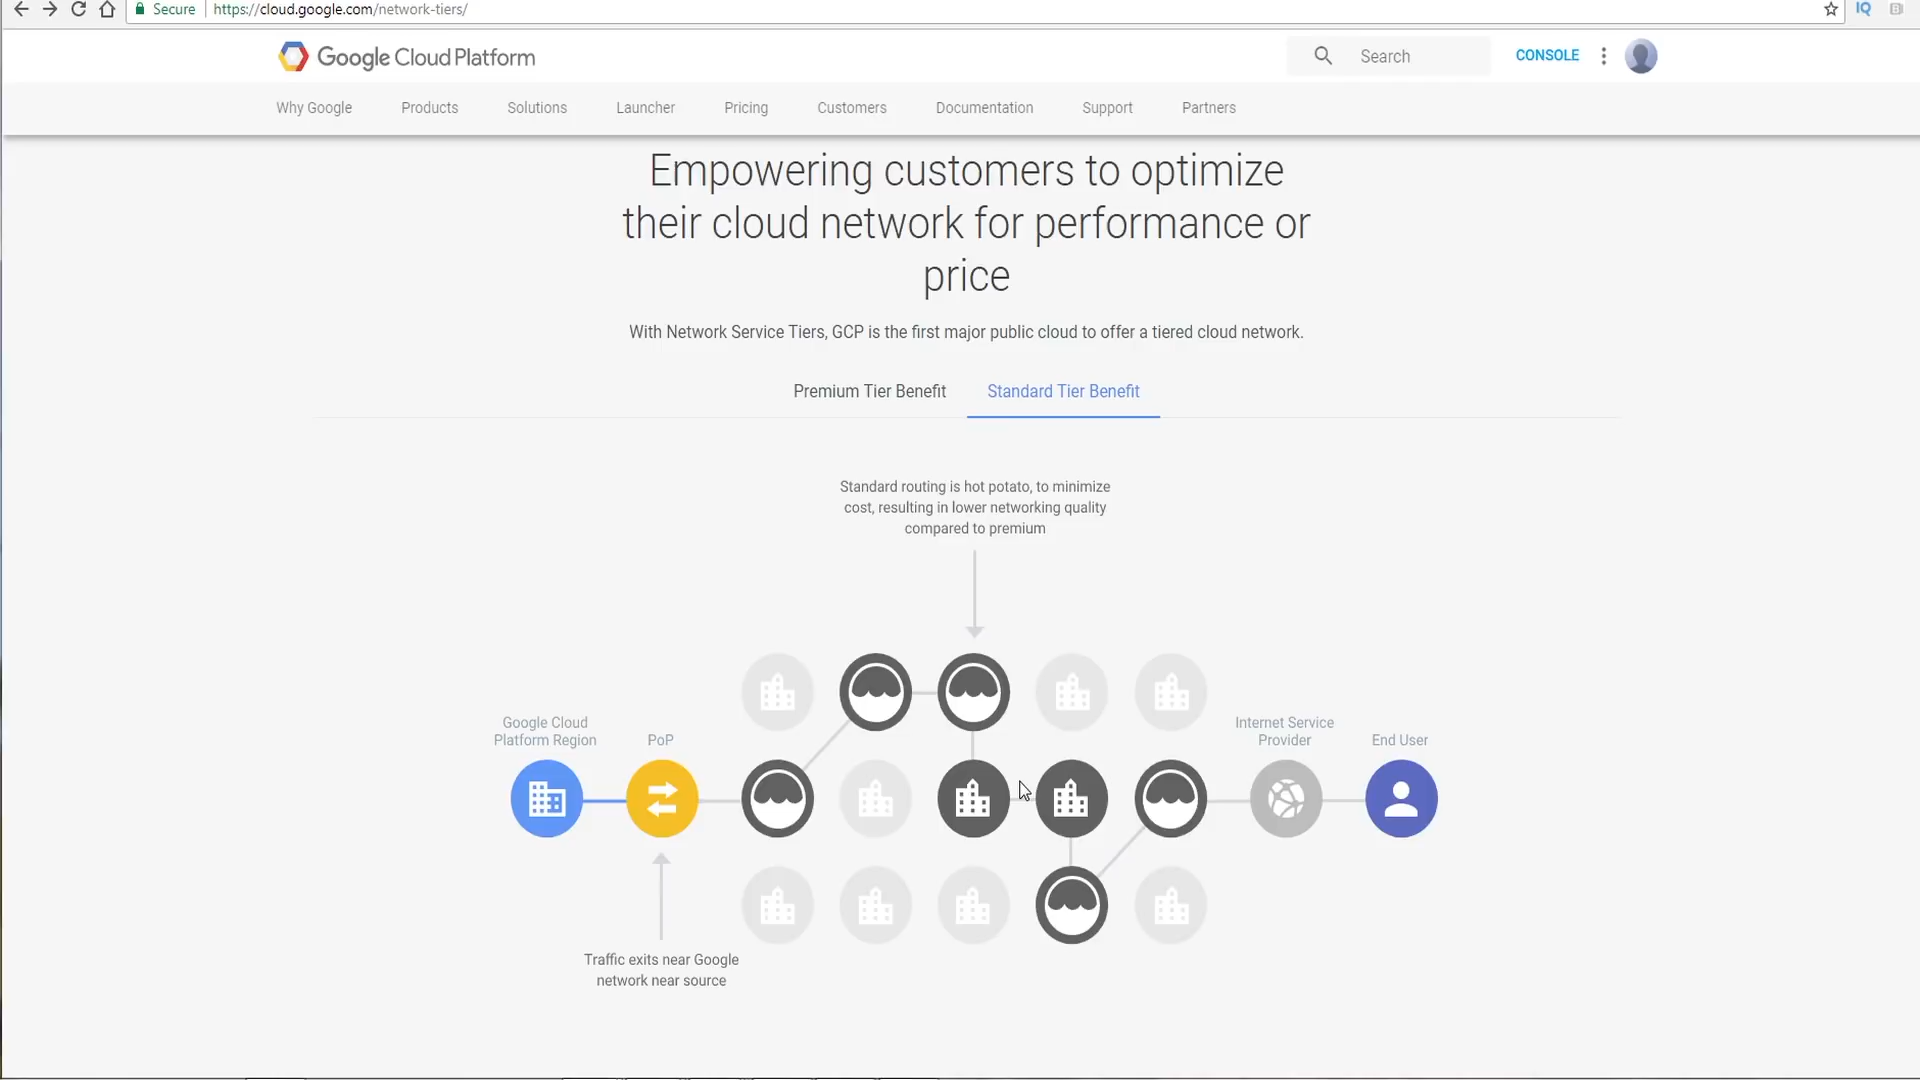 Secure
https://cloud.google.com/network-tiers/
IQ
Google Cloud Platform
Search
CONSOLE
Why Google
Products
Solutions
Launcher
Pricing
Customers
Documentation
Support
Partners
Empowering customers to optimize
their cloud network for performance or
price
With Network Service Tiers, GCP is the first major public cloud to offer a tiered cloud network.
Premium Tier Benefit
Standard Tier Benefit
Standard routing is hot potato, to minimize
cost, resulting in lower networking quality
compared to premium
Google Cloud
Platform Region
PoP
Internet Service
Provider
End User
Traffic exits near Google
network near source